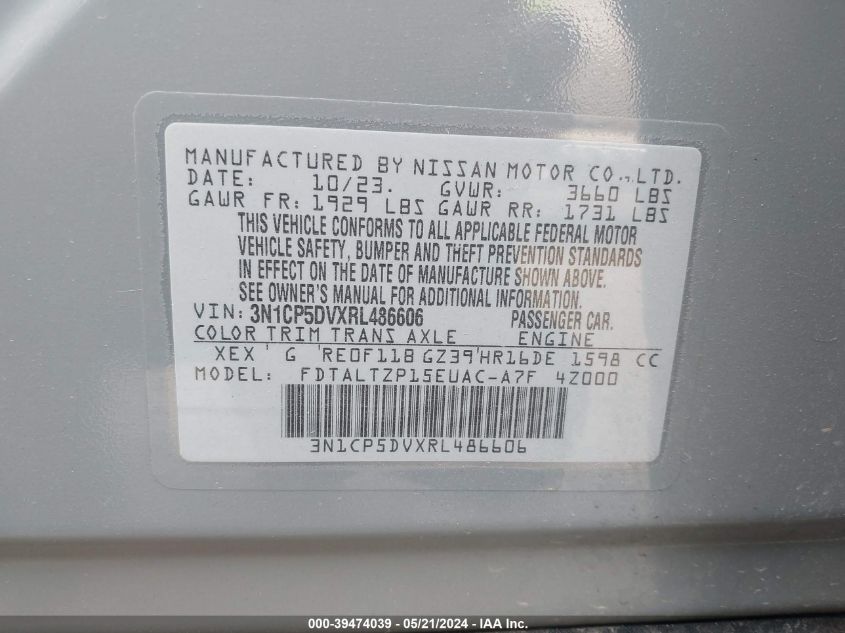 MANUFACTURED BY NISSAN MOTOR CO., LTD.
DATE: 10/23. GVWR: 3660 LBS
GAWR FR: 1929 LBS GAWR RR: 1731 LBS
THIS VEHICLE CONFORMS TO ALL APPLICABLE FEDERAL MOTOR
VEHICLE SAFETY, BUMPER AND THEFT PREVENTION STANDARDS
IN EFFECT ON THE DATE OF MANUFACTURE SHOWN ABOVE.
SEE OWNER'S MANUAL FOR ADDITIONAL INFORMATION.
VIN: 3N1CP5DVXRL486606 PASSENGER CAR.
COLOR TRIM TRANS AXLE ENGINE
XEX' G 'RE0F11B GZ39'HR16DE 1598 CC
MODEL: FDTALTZP15EUAC-A7F 4Z000
3N1CP5DVXRL486606
000-39474039 - 05/21/2024 - IAA Inc.